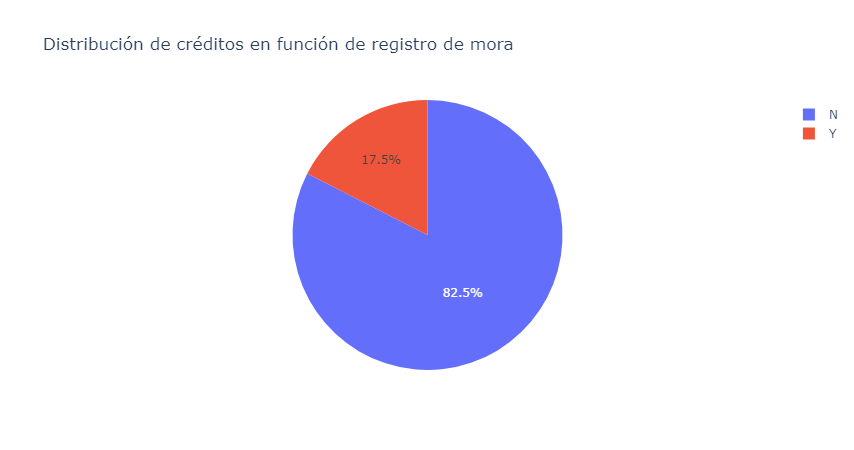 Distribución de créditos en función de registro de mora
N
Y
17.5%
82.5%